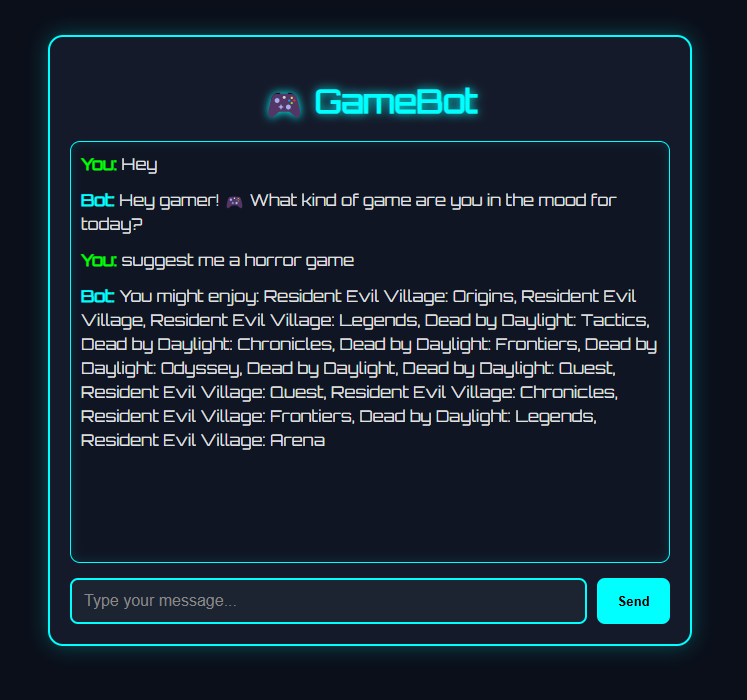 🎮 GameBot
You: Hey
Bot: Hey gamer! 🎮 What kind of game are you in the mood for
today?
You: suggest me a horror game
Bot: You might enjoy: Resident Evil Village: Origins, Resident Evil
Village, Resident Evil Village: Legends, Dead by Daylight: Tactics,
Dead by Daylight: Chronicles, Dead by Daylight: Frontiers, Dead by
Daylight: Odyssey, Dead by Daylight, Dead by Daylight: Quest,
Resident Evil Village: Quest, Resident Evil Village: Chronicles,
Resident Evil Village: Frontiers, Dead by Daylight: Legends,
Resident Evil Village: Arena
Type your message...
Send